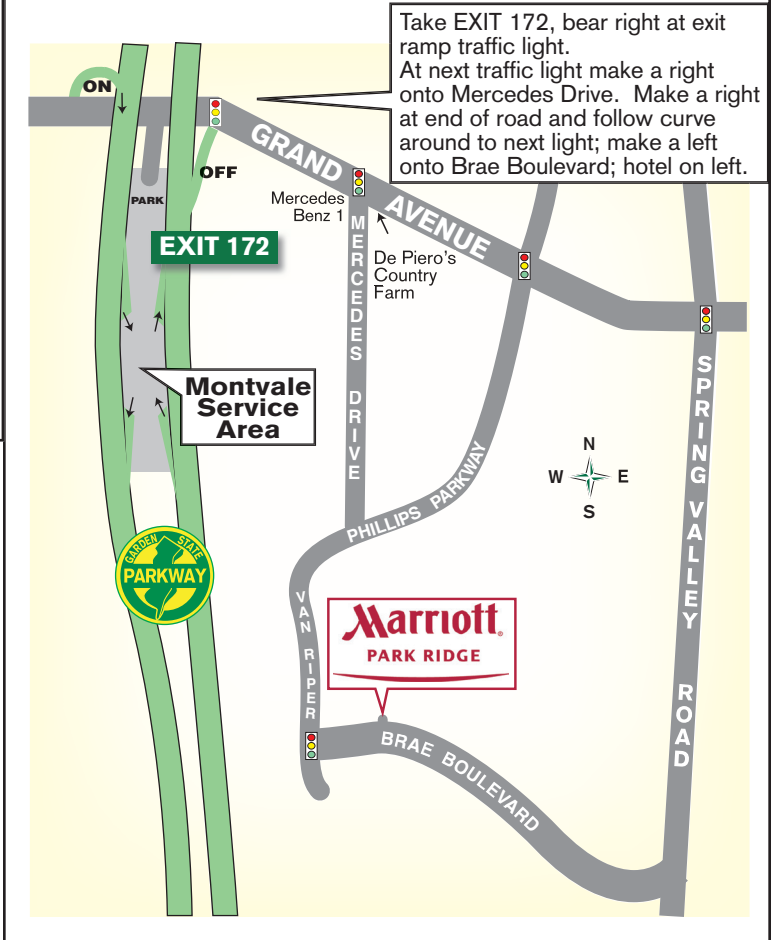 Take EXIT 172, bear right at exit
ramp traffic light.
At next traffic light make a right
onto Mercedes Drive.  Make a right
at end of road and follow curve
around to next light; make a left
onto Brae Boulevard; hotel on left.
ON
OFF
PARK
GRAND AVENUE
Mercedes
Benz 1
De Piero's
Country
Farm
EXIT 172
MERCEDES DRIVE
Montvale
Service
Area
SPRING VALLEY ROAD
N
W E
S
PHILLIPS PARKWAY
GARDEN STATE
PARKWAY
VAN RIPER
Marriott®
PARK RIDGE
BRAE BOULEVARD